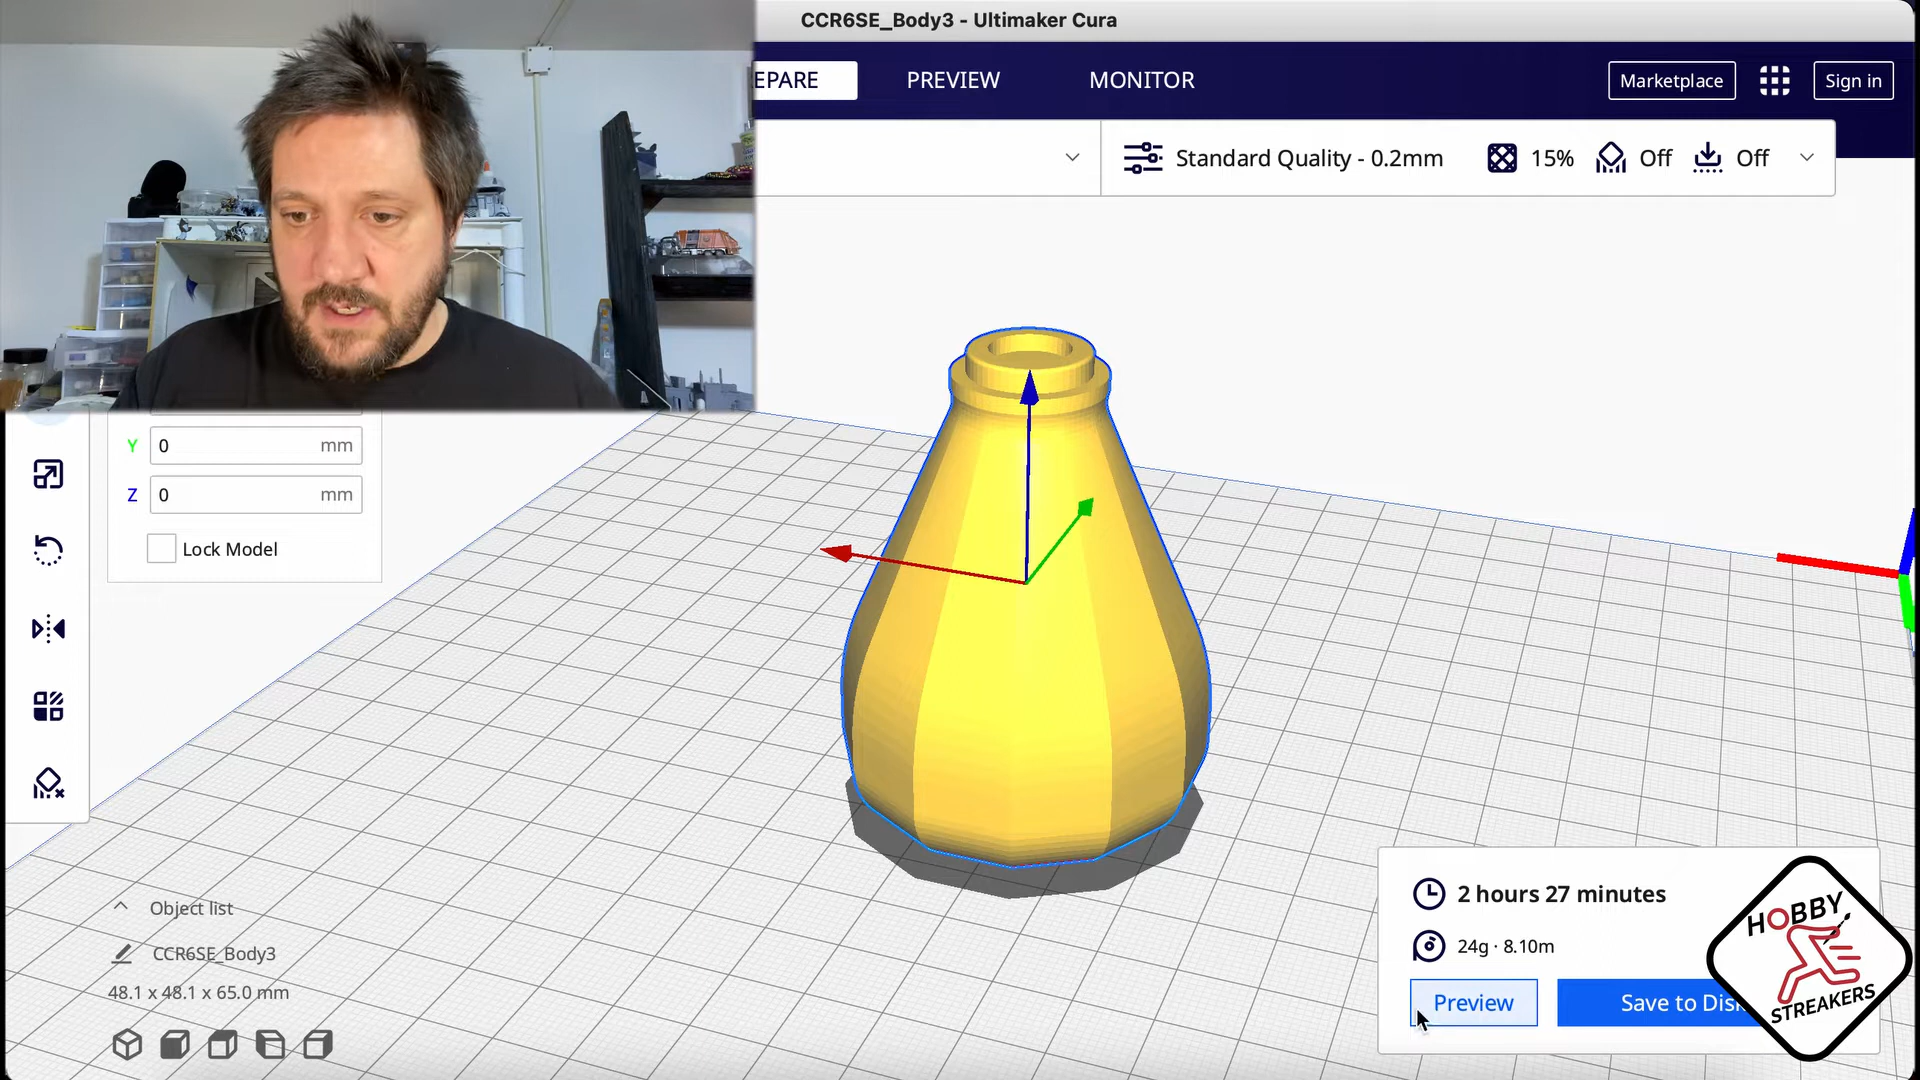 CCR6SE_Body3 - Ultimaker Cura
EPARE PREVIEW MONITOR Marketplace Sign in
Standard Quality - 0.2mm 15% Off Off
Y 0 mm
Z 0 mm
Lock Model
Object list
CCR6SE_Body3
48.1 x 48.1 x 65.0 mm
2 hours 27 minutes
24g · 8.10m
Preview Save to Dis
HOBBY
STREAKERS